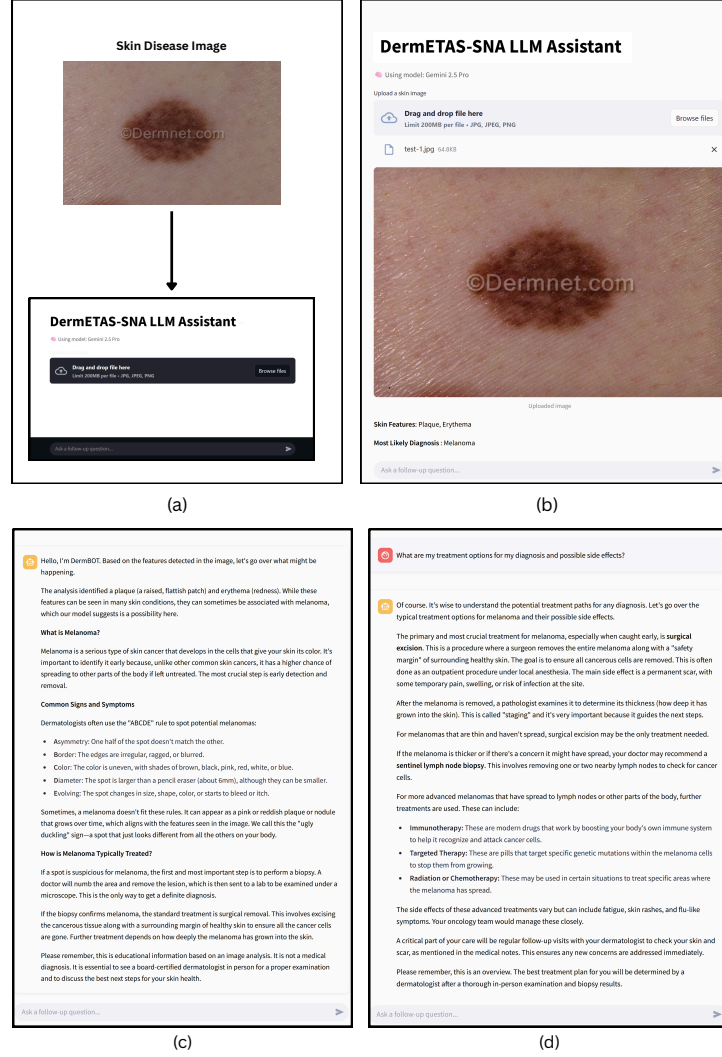 Skin Disease Image
©Dermnet.com
DermETAS-SNA LLM Assistant
Using model: Gemini 2.5 Pro
Drag and drop file here
Limit 200MB per file • JPG, JPEG, PNG
Browse files
Ask a follow-up question...
(a)
DermETAS-SNA LLM Assistant
Using model: Gemini 2.5 Pro
Upload a skin image
Drag and drop file here
Limit 200MB per file • JPG, JPEG, PNG
Browse files
test-1.jpg 64.8KB
©Dermnet.com
Uploaded image
Skin Features: Plaque, Erythema
Most Likely Diagnosis : Melanoma
Ask a follow-up question...
(b)
Hello, I'm DermBOT. Based on the features detected in the image, let's go over what might be
happening.
The analysis identified a plaque (a raised, flattish patch) and erythema (redness). While these
features can be seen in many skin conditions, they can sometimes be associated with melanoma,
which our model suggests is a possibility here.
What is Melanoma?
Melanoma is a serious type of skin cancer that develops in the cells that give your skin its color. It's
important to identify it early because, unlike other common skin cancers, it has a higher chance of
spreading to other parts of the body if left untreated. The most crucial step is early detection and
removal.
Common Signs and Symptoms
Dermatologists often use the "ABCDE" rule to spot potential melanomas:
• Asymmetry: One half of the spot doesn't match the other.
• Border: The edges are irregular, ragged, or blurred.
• Color: The color is uneven, with shades of brown, black, pink, red, white, or blue.
• Diameter: The spot is larger than a pencil eraser (about 6mm), although they can be smaller.
• Evolving: The spot changes in size, shape, color, or starts to bleed or itch.
Sometimes, a melanoma doesn't fit these rules. It can appear as a pink or reddish plaque or nodule
that grows over time, which aligns with the features seen in the image. We call this the "ugly
duckling" sign—a spot that just looks different from all the others on your body.
How is Melanoma Typically Treated?
If a spot is suspicious for melanoma, the first and most important step is to perform a biopsy. A
doctor will numb the area and remove the lesion, which is then sent to a lab to be examined under a
microscope. This is the only way to get a definite diagnosis.
If the biopsy confirms melanoma, the standard treatment is surgical removal. This involves excising
the cancerous tissue along with a surrounding margin of healthy skin to ensure all the cancer cells
are gone. Further treatment depends on how deeply the melanoma has grown into the skin.
Please remember, this is educational information based on an image analysis. It is not a medical
diagnosis. It is essential to see a board-certified dermatologist in person for a proper examination
and to discuss the best next steps for your skin health.
Ask a follow-up question...
(c)
What are my treatment options for my diagnosis and possible side effects?
Of course. It's wise to understand the potential treatment paths for any diagnosis. Let's go over the
typical treatment options for melanoma and their possible side effects.
The primary and most crucial treatment for melanoma, especially when caught early, is surgical
excision. This is a procedure where a surgeon removes the entire melanoma along with a "safety
margin" of surrounding healthy skin. The goal is to ensure all cancerous cells are removed. This is often
done as an outpatient procedure under local anesthesia. The main side effect is a permanent scar, with
some temporary pain, swelling, or risk of infection at the site.
After the melanoma is removed, a pathologist examines it to determine its thickness (how deep it has
grown into the skin). This is called "staging" and it's very important because it guides the next steps.
For melanomas that are thin and haven't spread, surgical excision may be the only treatment needed.
If the melanoma is thicker or if there's a concern it might have spread, your doctor may recommend a
sentinel lymph node biopsy. This involves removing one or two nearby lymph nodes to check for cancer
cells.
For more advanced melanomas that have spread to lymph nodes or other parts of the body, further
treatments are used. These can include:
• Immunotherapy: These are modern drugs that work by boosting your body's own immune system
to help it recognize and attack cancer cells.
• Targeted Therapy: These are pills that target specific genetic mutations within the melanoma cells
to stop them from growing.
• Radiation or Chemotherapy: These may be used in certain situations to treat specific areas where
the melanoma has spread.
The side effects of these advanced treatments vary but can include fatigue, skin rashes, and flu-like
symptoms. Your oncology team would manage these closely.
A critical part of your care will be regular follow-up visits with your dermatologist to check your skin and
scar, as mentioned in the medical notes. This ensures any new concerns are addressed immediately.
Please remember, this is an overview. The best treatment plan for you will be determined by a
dermatologist after a thorough in-person examination and biopsy results.
Ask a follow-up question...
(d)